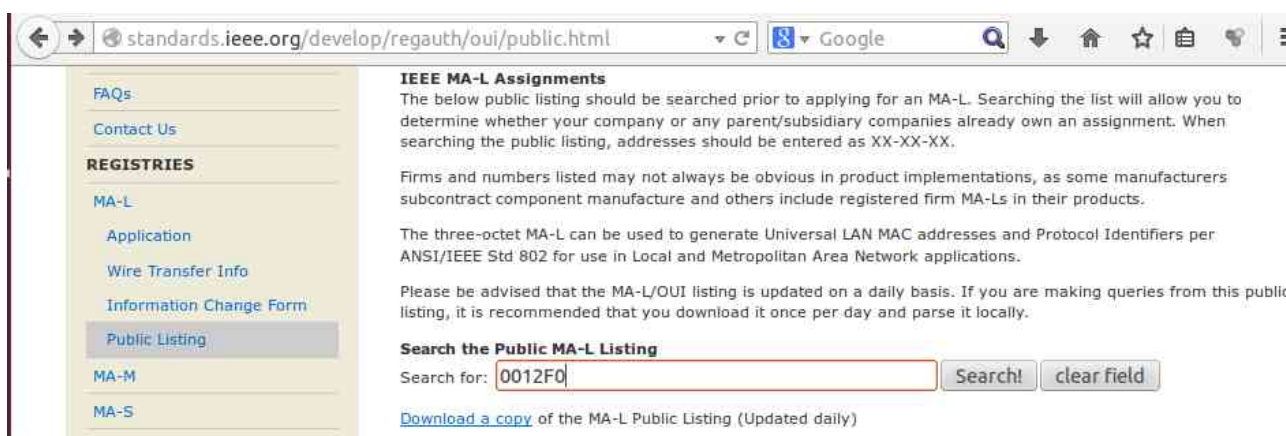 standards.ieee.org/develop/regauth/oui/public.html
8 Google
FAQs
Contact Us
REGISTRIES
MA-L
Application
Wire Transfer Info
Information Change Form
Public Listing
MA-M
MA-S
IEEE MA-L Assignments
The below public listing should be searched prior to applying for an MA-L. Searching the list will allow you to
determine whether your company or any parent/subsidiary companies already own an assignment. When
searching the public listing, addresses should be entered as XX-XX-XX.
Firms and numbers listed may not always be obvious in product implementations, as some manufacturers
subcontract component manufacture and others include registered firm MA-Ls in their products.
The three-octet MA-L can be used to generate Universal LAN MAC addresses and Protocol Identifiers per
ANSI/IEEE Std 802 for use in Local and Metropolitan Area Network applications.
Please be advised that the MA-L/OUI listing is updated on a daily basis. If you are making queries from this public
listing, it is recommended that you download it once per day and parse it locally.
Search the Public MA-L Listing
Search for: 0012F0 Search! clear field
Download a copy of the MA-L Public Listing (Updated daily)